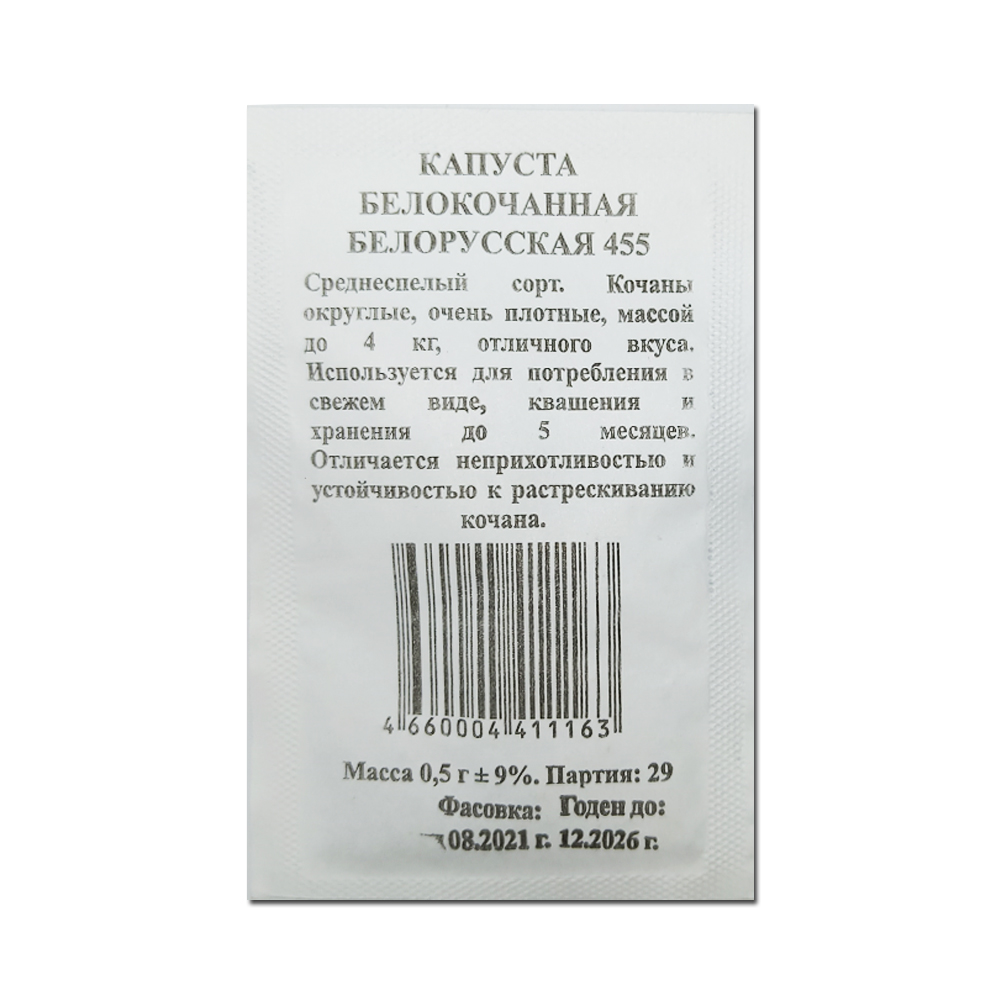 КАПУСТА
БЕЛОКОЧАННАЯ
БЕЛОРУССКАЯ 455
Среднеспелый сорт. Кочаны
округлые, очень плотные, массой
до 4 кг, отличного вкуса.
Используется для потребления в
свежем виде, квашения и
хранения до 5 месяцев.
Отличается неприхотливостью и
устойчивостью к растрескиванию
кочана.
4 660004 411163
Масса 0,5 г ± 9%. Партия: 29
Фасовка: Годен до:
08.2021 г. 12.2026 г.